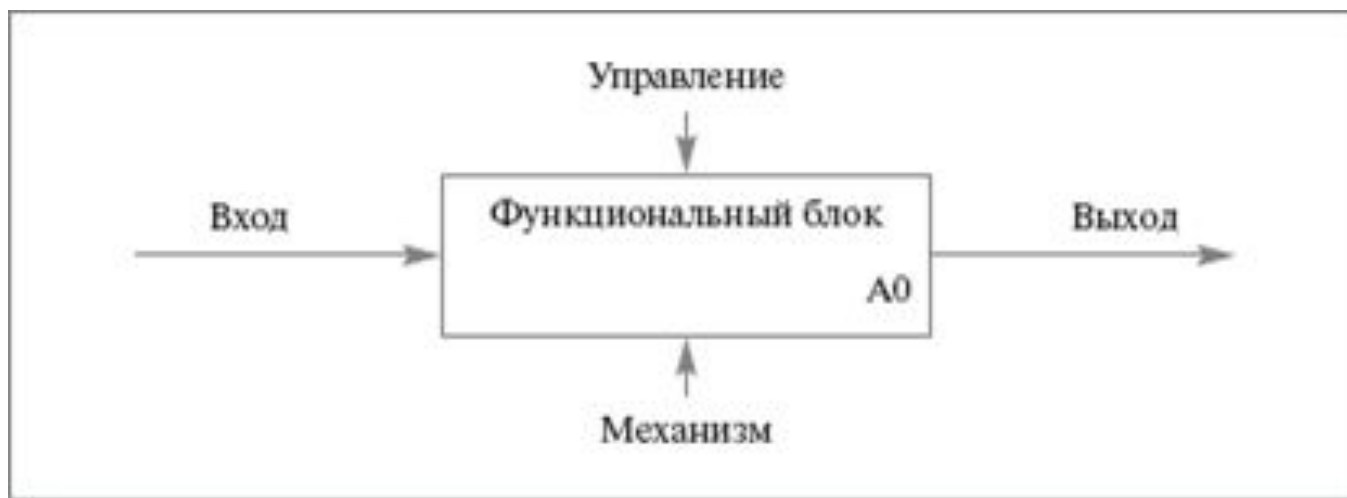 Управление
Вход
Функциональный блок
Выход
А0
Механизм